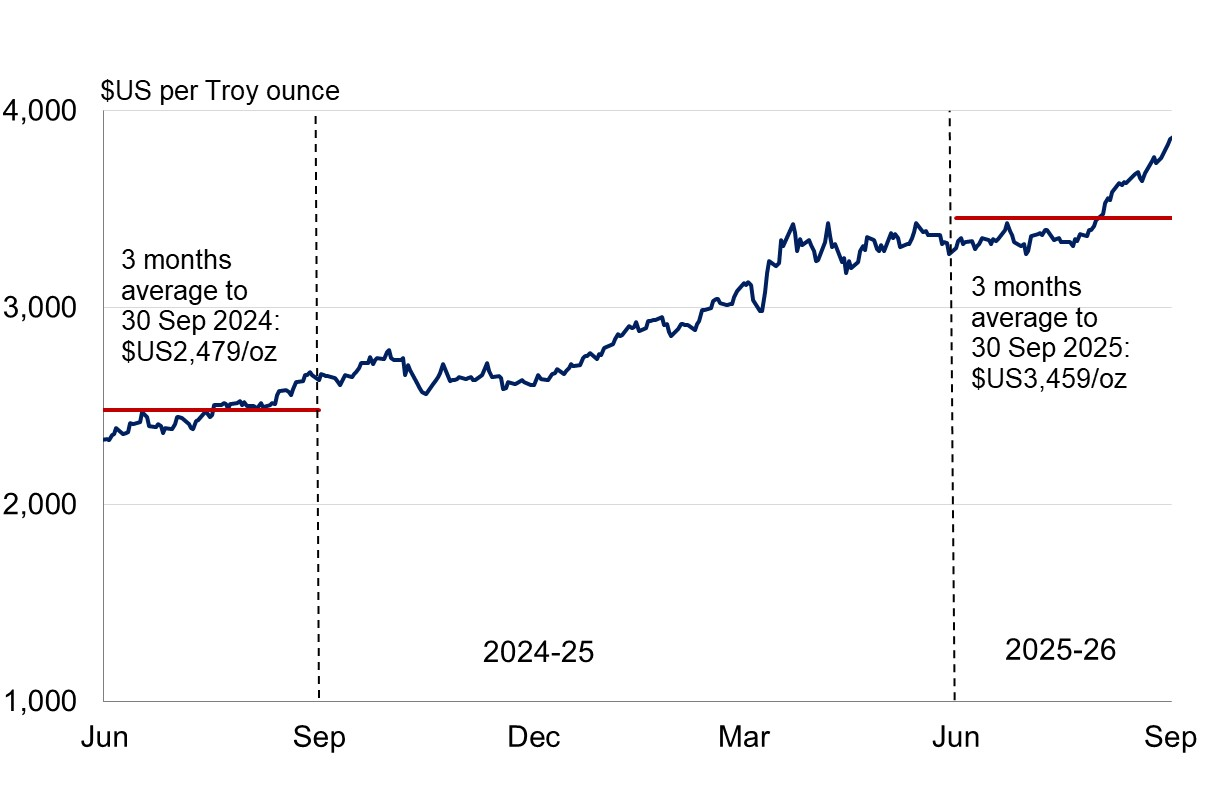 $US per Troy ounce
4,000
3,000
2,000
1,000
3 months
average to
30 Sep 2024:
$US2,479/oz
3 months
average to
30 Sep 2025:
$US3,459/oz
2024-25
2025-26
Jun
Sep
Dec
Mar
Jun
Sep